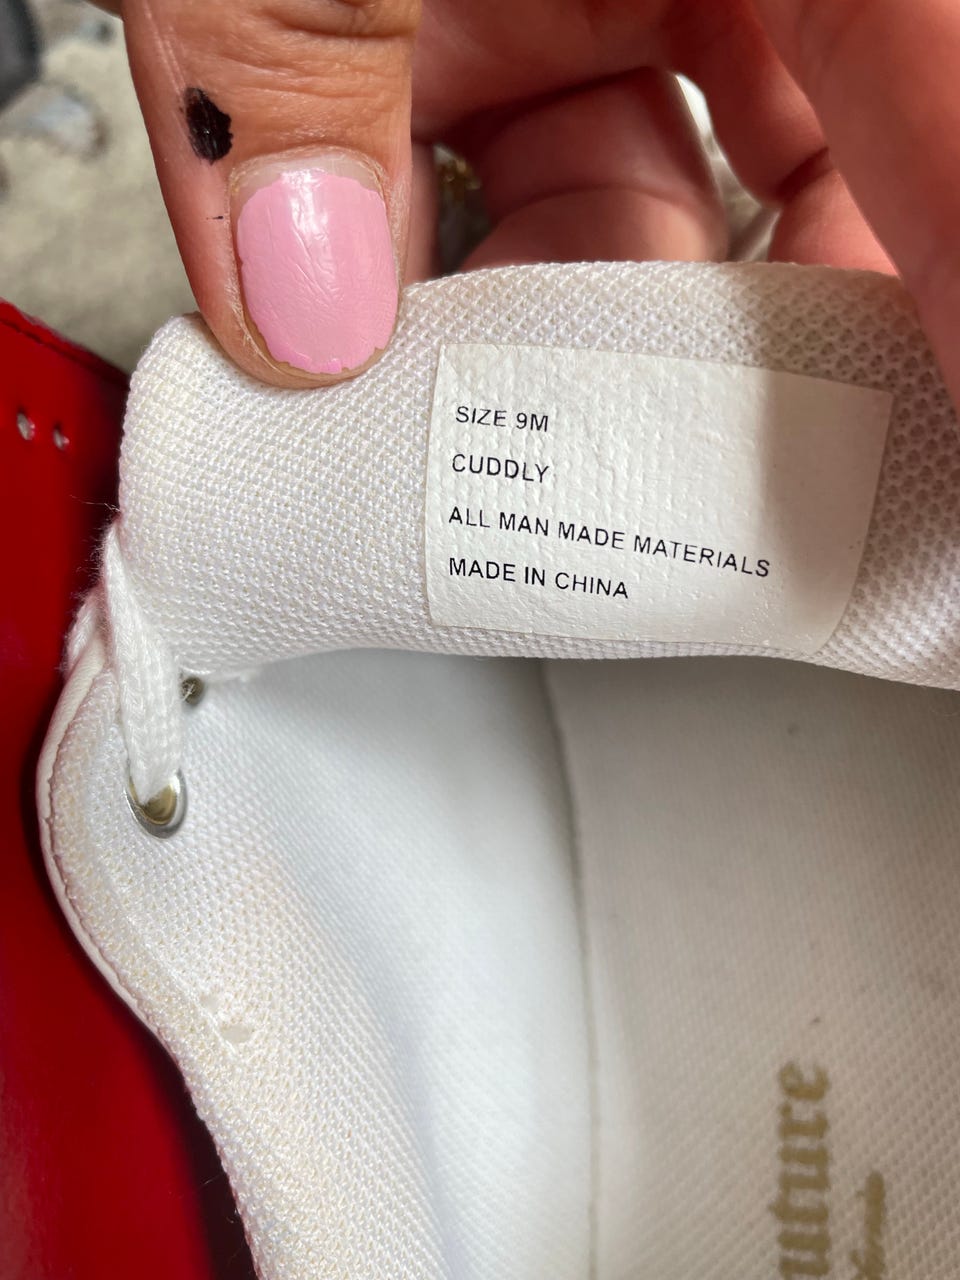 SIZE 9M
CUDDLY
ALL MAN MADE MATERIALS
MADE IN CHINA